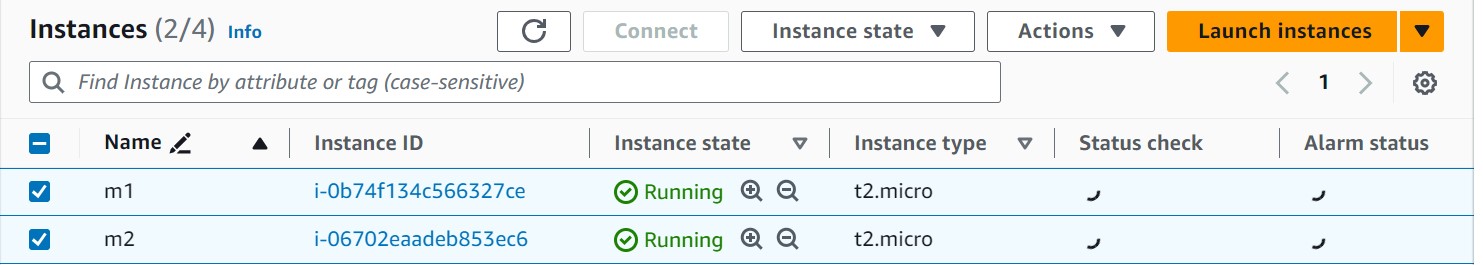 Instances (2/4) Info Connect Instance state Actions Launch instances
Find Instance by attribute or tag (case-sensitive) 1
Name Instance ID Instance state Instance type Status check Alarm status
m1 i-0b74f134c566327ce Running t2.micro
m2 i-06702eaadeb853ec6 Running t2.micro